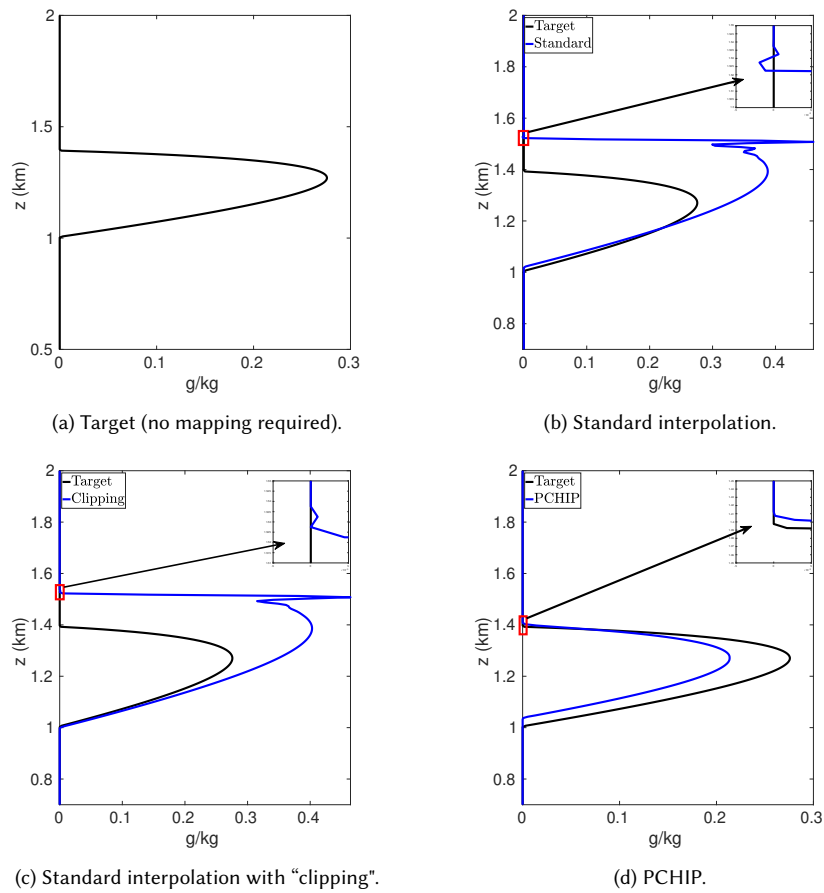 2
1.5
z (km)
1
0.5
0
0.1
0.2
0.3
g/kg
(a) Target (no mapping required).
2
Target
Standard
1.8
1.6
1.4
z (km)
1.2
1
0.8
0
0.1
0.2
0.3
0.4
g/kg
(b) Standard interpolation.
2
Target
Clipping
1.8
1.6
1.4
z (km)
1.2
1
0.8
0
0.1
0.2
0.3
0.4
g/kg
(c) Standard interpolation with “clipping".
2
Target
PCHIP
1.8
1.6
1.4
z (km)
1.2
1
0.8
0
0.1
0.2
0.3
g/kg
(d) PCHIP.